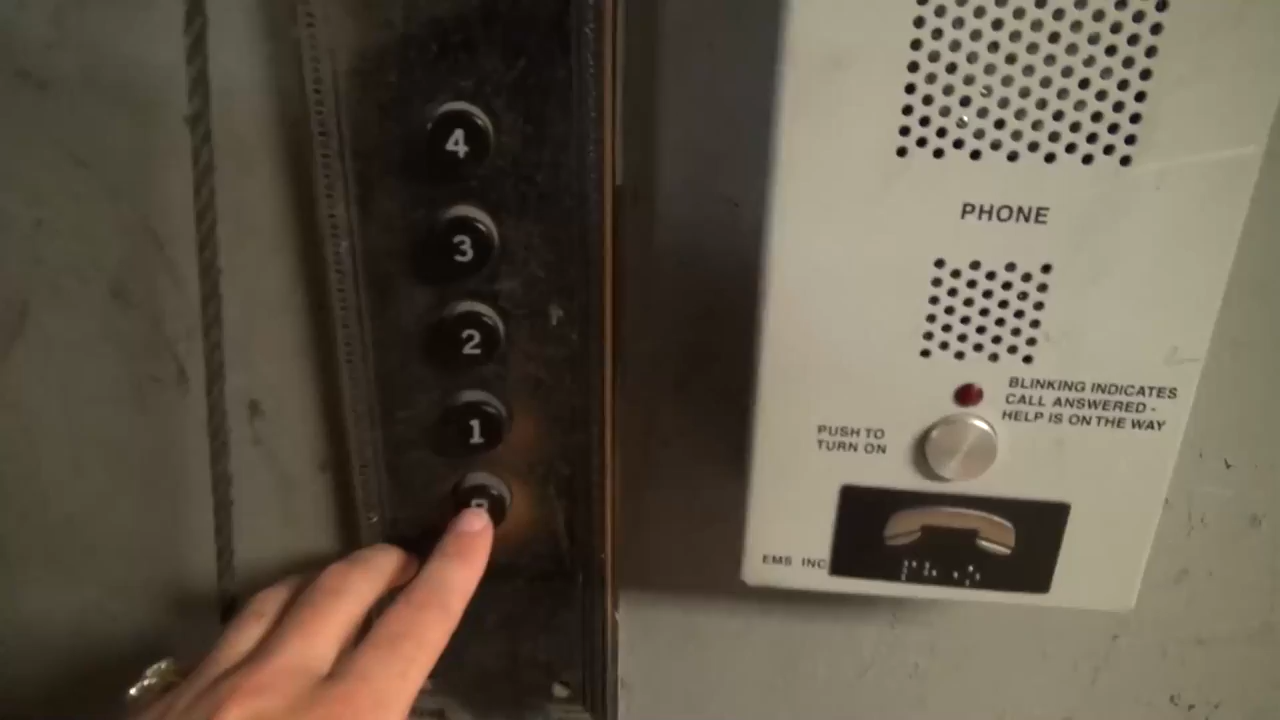 4
3
2
1
PHONE
BLINKING INDICATES
CALL ANSWERED -
HELP IS ON THE WAY
PUSH TO
TURN ON
EMS INC